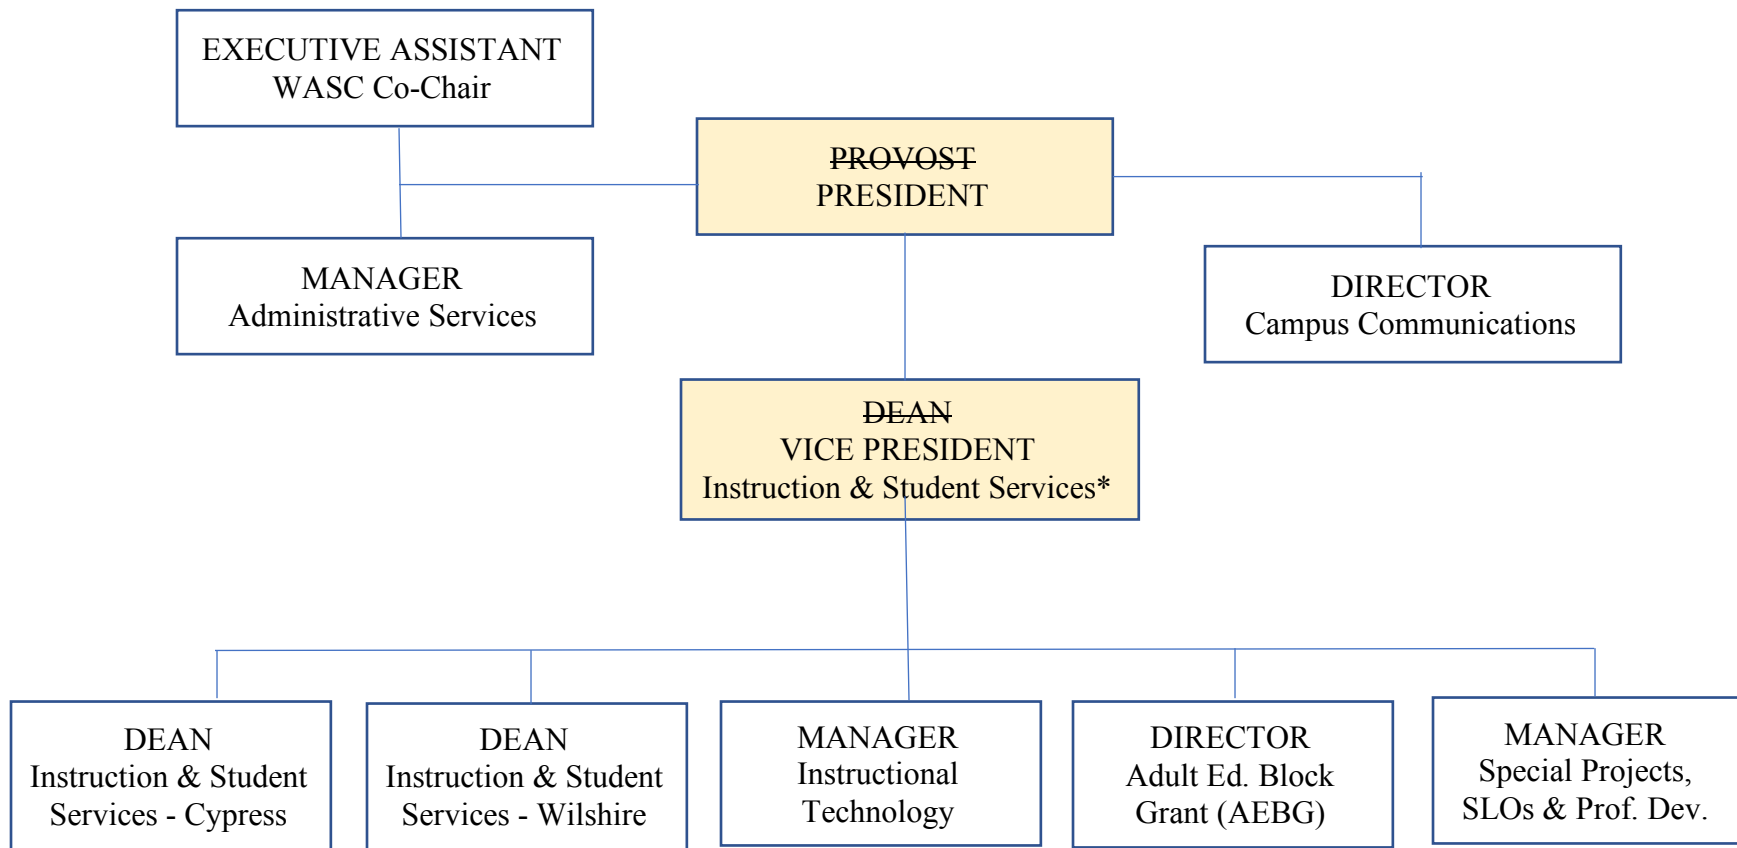 EXECUTIVE ASSISTANT
WASC Co-Chair
PROVOST
PRESIDENT
MANAGER
Administrative Services
DIRECTOR
Campus Communications
DEAN
VICE PRESIDENT
Instruction & Student Services*
DEAN
Instruction & Student
Services - Cypress
DEAN
Instruction & Student
Services - Wilshire
MANAGER
Instructional
Technology
DIRECTOR
Adult Ed. Block
Grant (AEBG)
MANAGER
Special Projects,
SLOs & Prof. Dev.